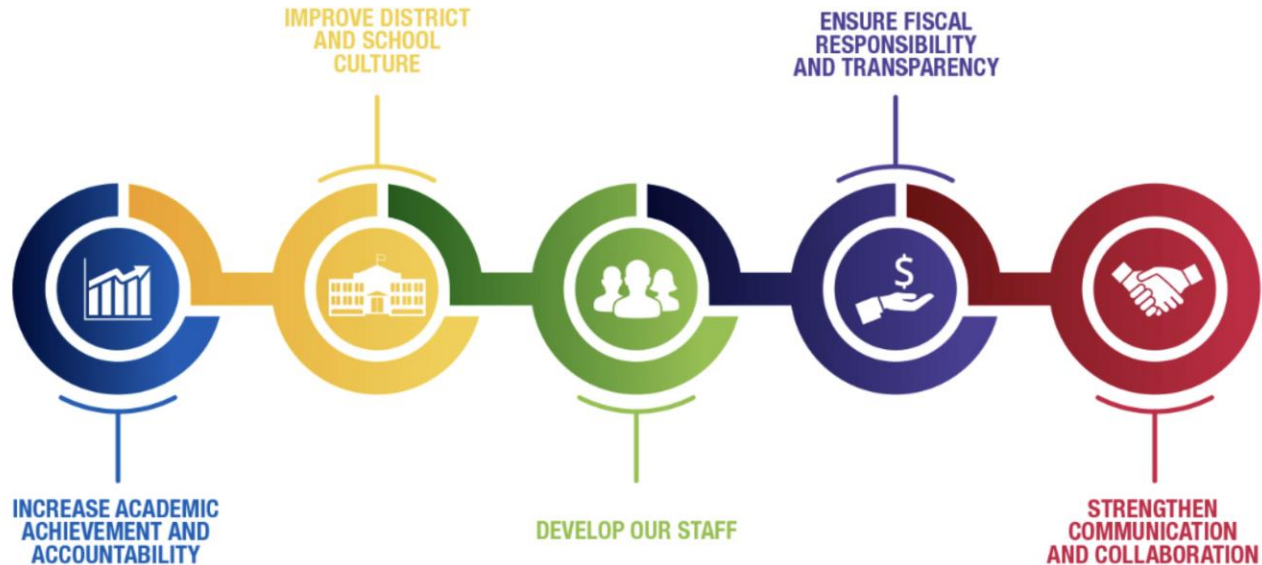 IMPROVE DISTRICT
AND SCHOOL
CULTURE
ENSURE FISCAL
RESPONSIBILITY
AND TRANSPARENCY
$
INCREASE ACADEMIC
ACHIEVEMENT AND
ACCOUNTABILITY
DEVELOP OUR STAFF
STRENGTHEN
COMMUNICATION
AND COLLABORATION